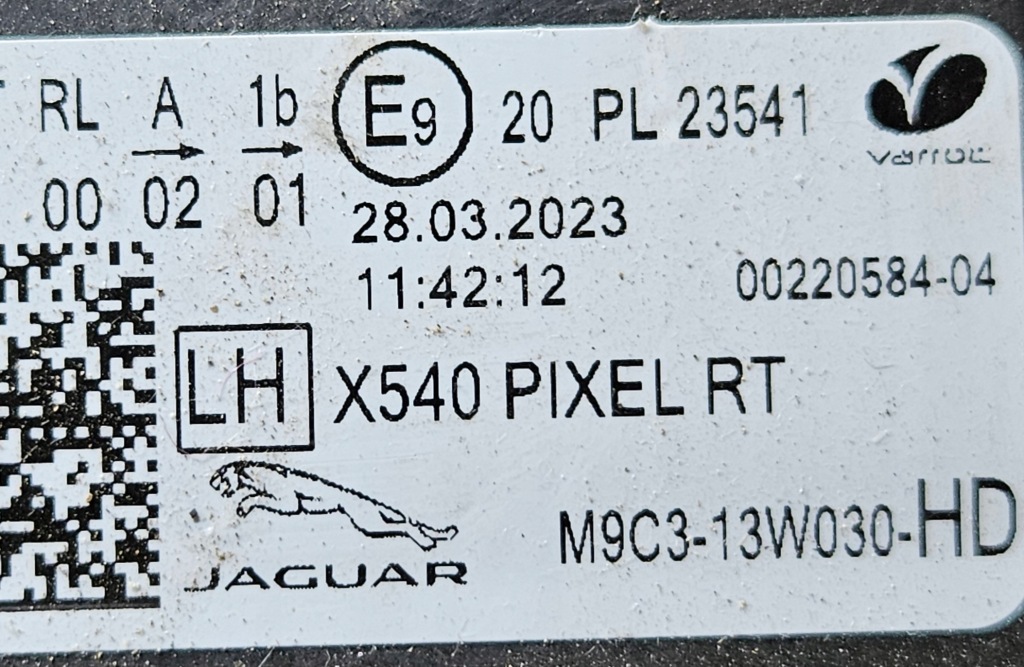 RL A 1b E9 20 PL 23541
varroc
00 02 01
28.03.2023
11:42:12
00220584-04
LH X540 PIXEL RT
JAGUAR
M9C3-13W030-HD